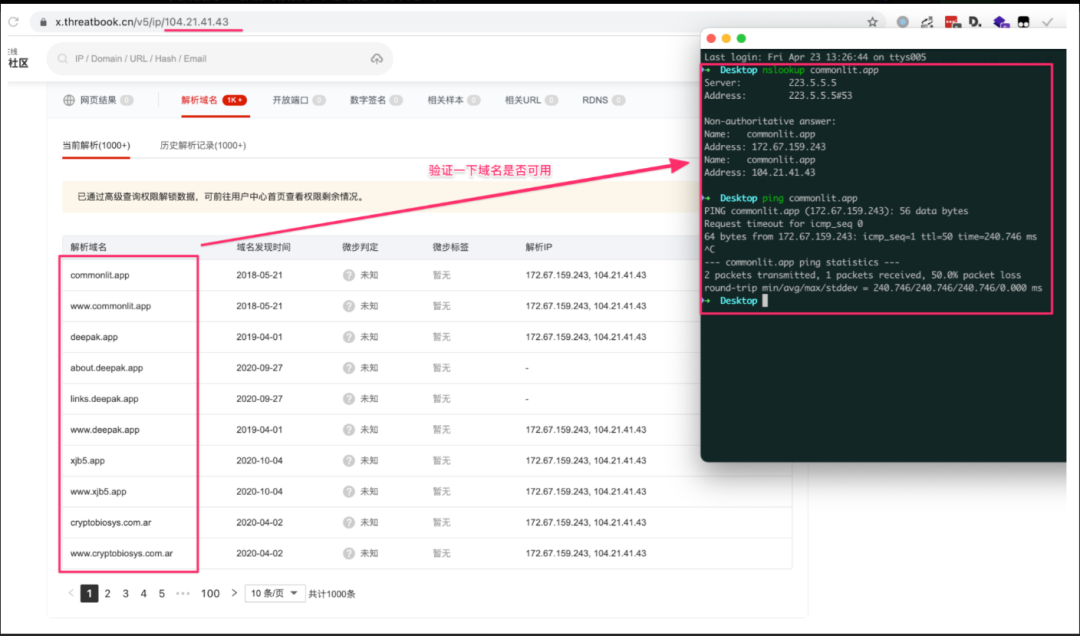 x.threatbook.cn/v5/ip/104.21.41.43
社区
IP / Domain / URL / Hash / Email
网页结果 0
解析域名 1K+
开放端口 0
数字签名 0
相关样本 0
相关URL 0
RDNS 0
当前解析(1000+)
历史解析记录(1000+)
验证一下域名是否可用
已通过高级查询权限解锁数据，可前往用户中心首页查看权限剩余情况。
解析域名 域名发现时间 微步判定 微步标签 解析IP
commonlit.app 2018-05-21 ? 未知 暂无 172.67.159.243, 104.21.41.43
www.commonlit.app 2018-05-21 ? 未知 暂无 172.67.159.243, 104.21.41.43
deepak.app 2019-04-01 ? 未知 暂无 172.67.159.243, 104.21.41.43
about.deepak.app 2020-09-27 ? 未知 暂无 -
links.deepak.app 2020-09-27 ? 未知 暂无 -
www.deepak.app 2019-04-01 ? 未知 暂无 172.67.159.243, 104.21.41.43
xjb5.app 2020-10-04 ? 未知 暂无 172.67.159.243, 104.21.41.43
www.xjb5.app 2020-10-04 ? 未知 暂无 172.67.159.243, 104.21.41.43
cryptobiosys.com.ar 2020-04-02 ? 未知 暂无 172.67.159.243, 104.21.41.43
www.cryptobiosys.com.ar 2020-04-02 ? 未知 暂无 172.67.159.243, 104.21.41.43
< 1 2 3 4 5 ••• 100 > 10 条/页 共计1000条
Last login: Fri Apr 23 13:26:44 on ttys005
→ Desktop nslookup commonlit.app
Server: 223.5.5.5
Address: 223.5.5.5#53
Non-authoritative answer:
Name: commonlit.app
Address: 172.67.159.243
Name: commonlit.app
Address: 104.21.41.43
→ Desktop ping commonlit.app
PING commonlit.app (172.67.159.243): 56 data bytes
Request timeout for icmp_seq 0
64 bytes from 172.67.159.243: icmp_seq=1 ttl=50 time=240.746 ms
^C
--- commonlit.app ping statistics ---
2 packets transmitted, 1 packets received, 50.0% packet loss
round-trip min/avg/max/stddev = 240.746/240.746/240.746/0.000 ms
→ Desktop